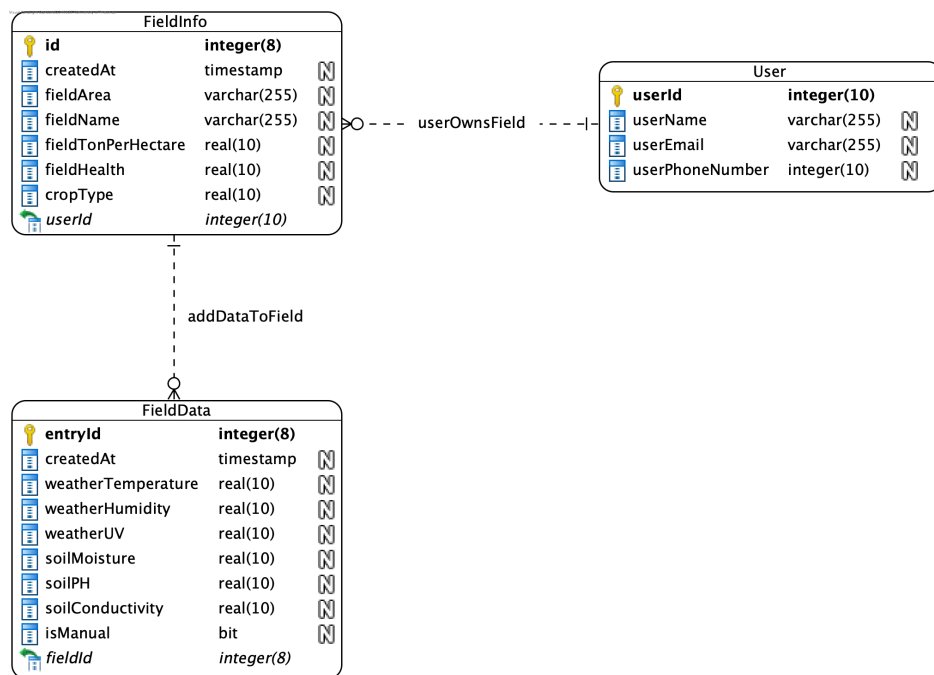 FieldInfo
id integer(8)
createdAt timestamp N
fieldArea varchar(255) N
fieldName varchar(255) N
fieldTonPerHectare real(10) N
fieldHealth real(10) N
cropType real(10) N
userId integer(10)
userOwnsField
User
userId integer(10)
userName varchar(255) N
userEmail varchar(255) N
userPhoneNumber integer(10) N
addDataToField
FieldData
entryId integer(8)
createdAt timestamp N
weatherTemperature real(10) N
weatherHumidity real(10) N
weatherUV real(10) N
soilMoisture real(10) N
soilPH real(10) N
soilConductivity real(10) N
isManual bit N
fieldId integer(8)